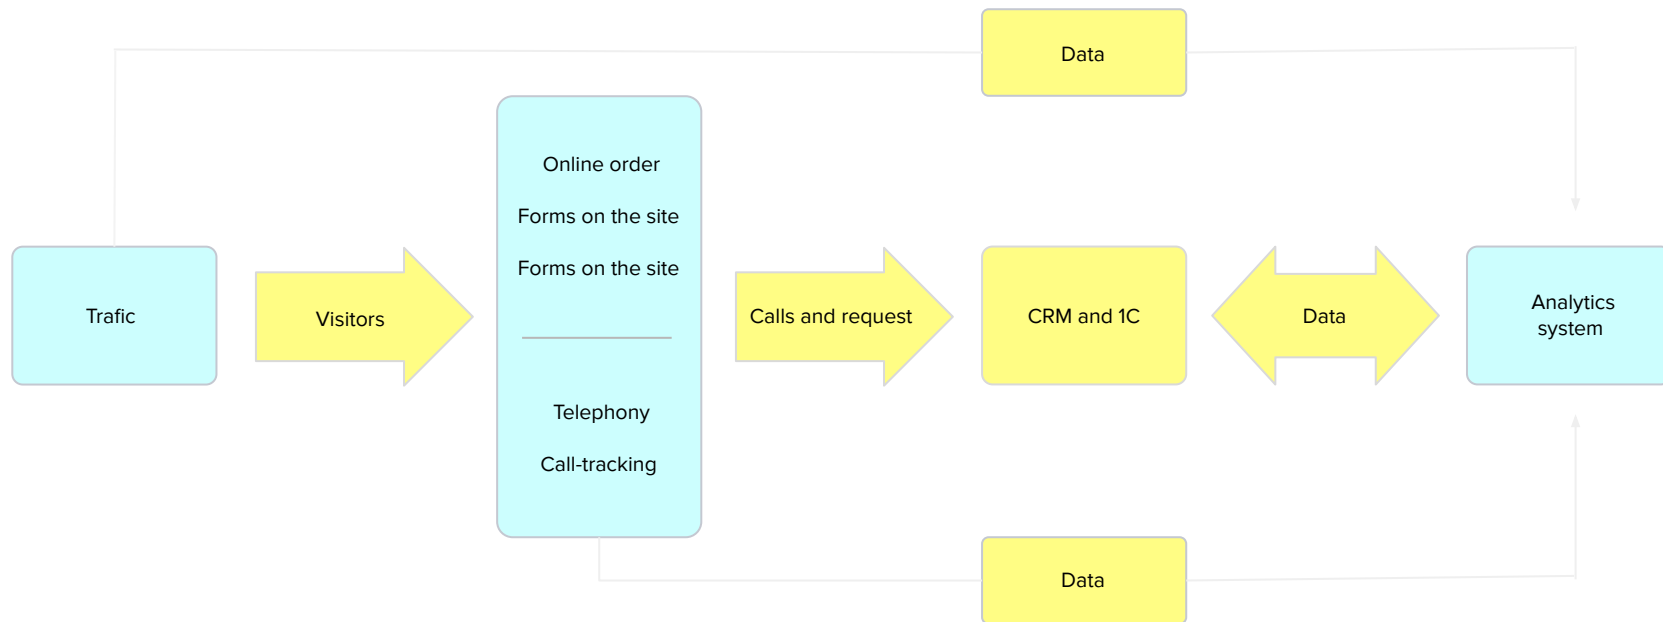 Data
Online order
Forms on the site
Forms on the site
Trafic
Visitors
Calls and request
CRM and 1C
Data
Analytics
system
Telephony
Call-tracking
Data